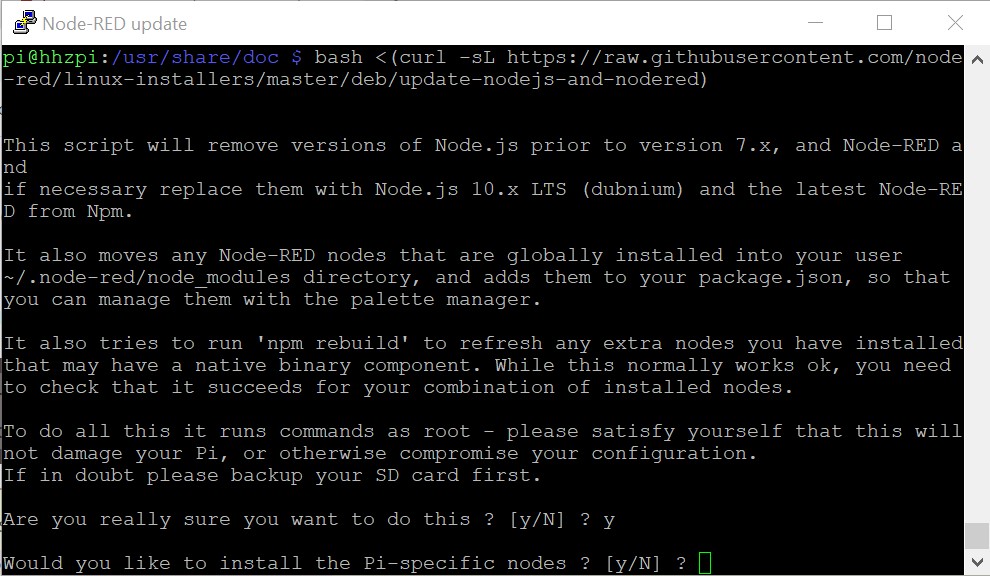 Node-RED update
pi@hhzpi:/usr/share/doc $ bash <(curl -sL https://raw.githubusercontent.com/node
-red/linux-installers/master/deb/update-nodejs-and-nodered)
This script will remove versions of Node.js prior to version 7.x, and Node-RED a
nd
if necessary replace them with Node.js 10.x LTS (dubnium) and the latest Node-RE
D from Npm.
It also moves any Node-RED nodes that are globally installed into your user
~/.node-red/node_modules directory, and adds them to your package.json, so that
you can manage them with the palette manager.
It also tries to run 'npm rebuild' to refresh any extra nodes you have installed
that may have a native binary component. While this normally works ok, you need
to check that it succeeds for your combination of installed nodes.
To do all this it runs commands as root - please satisfy yourself that this will
not damage your Pi, or otherwise compromise your configuration.
If in doubt please backup your SD card first.
Are you really sure you want to do this ? [y/N] ? y
Would you like to install the Pi-specific nodes ? [y/N] ?